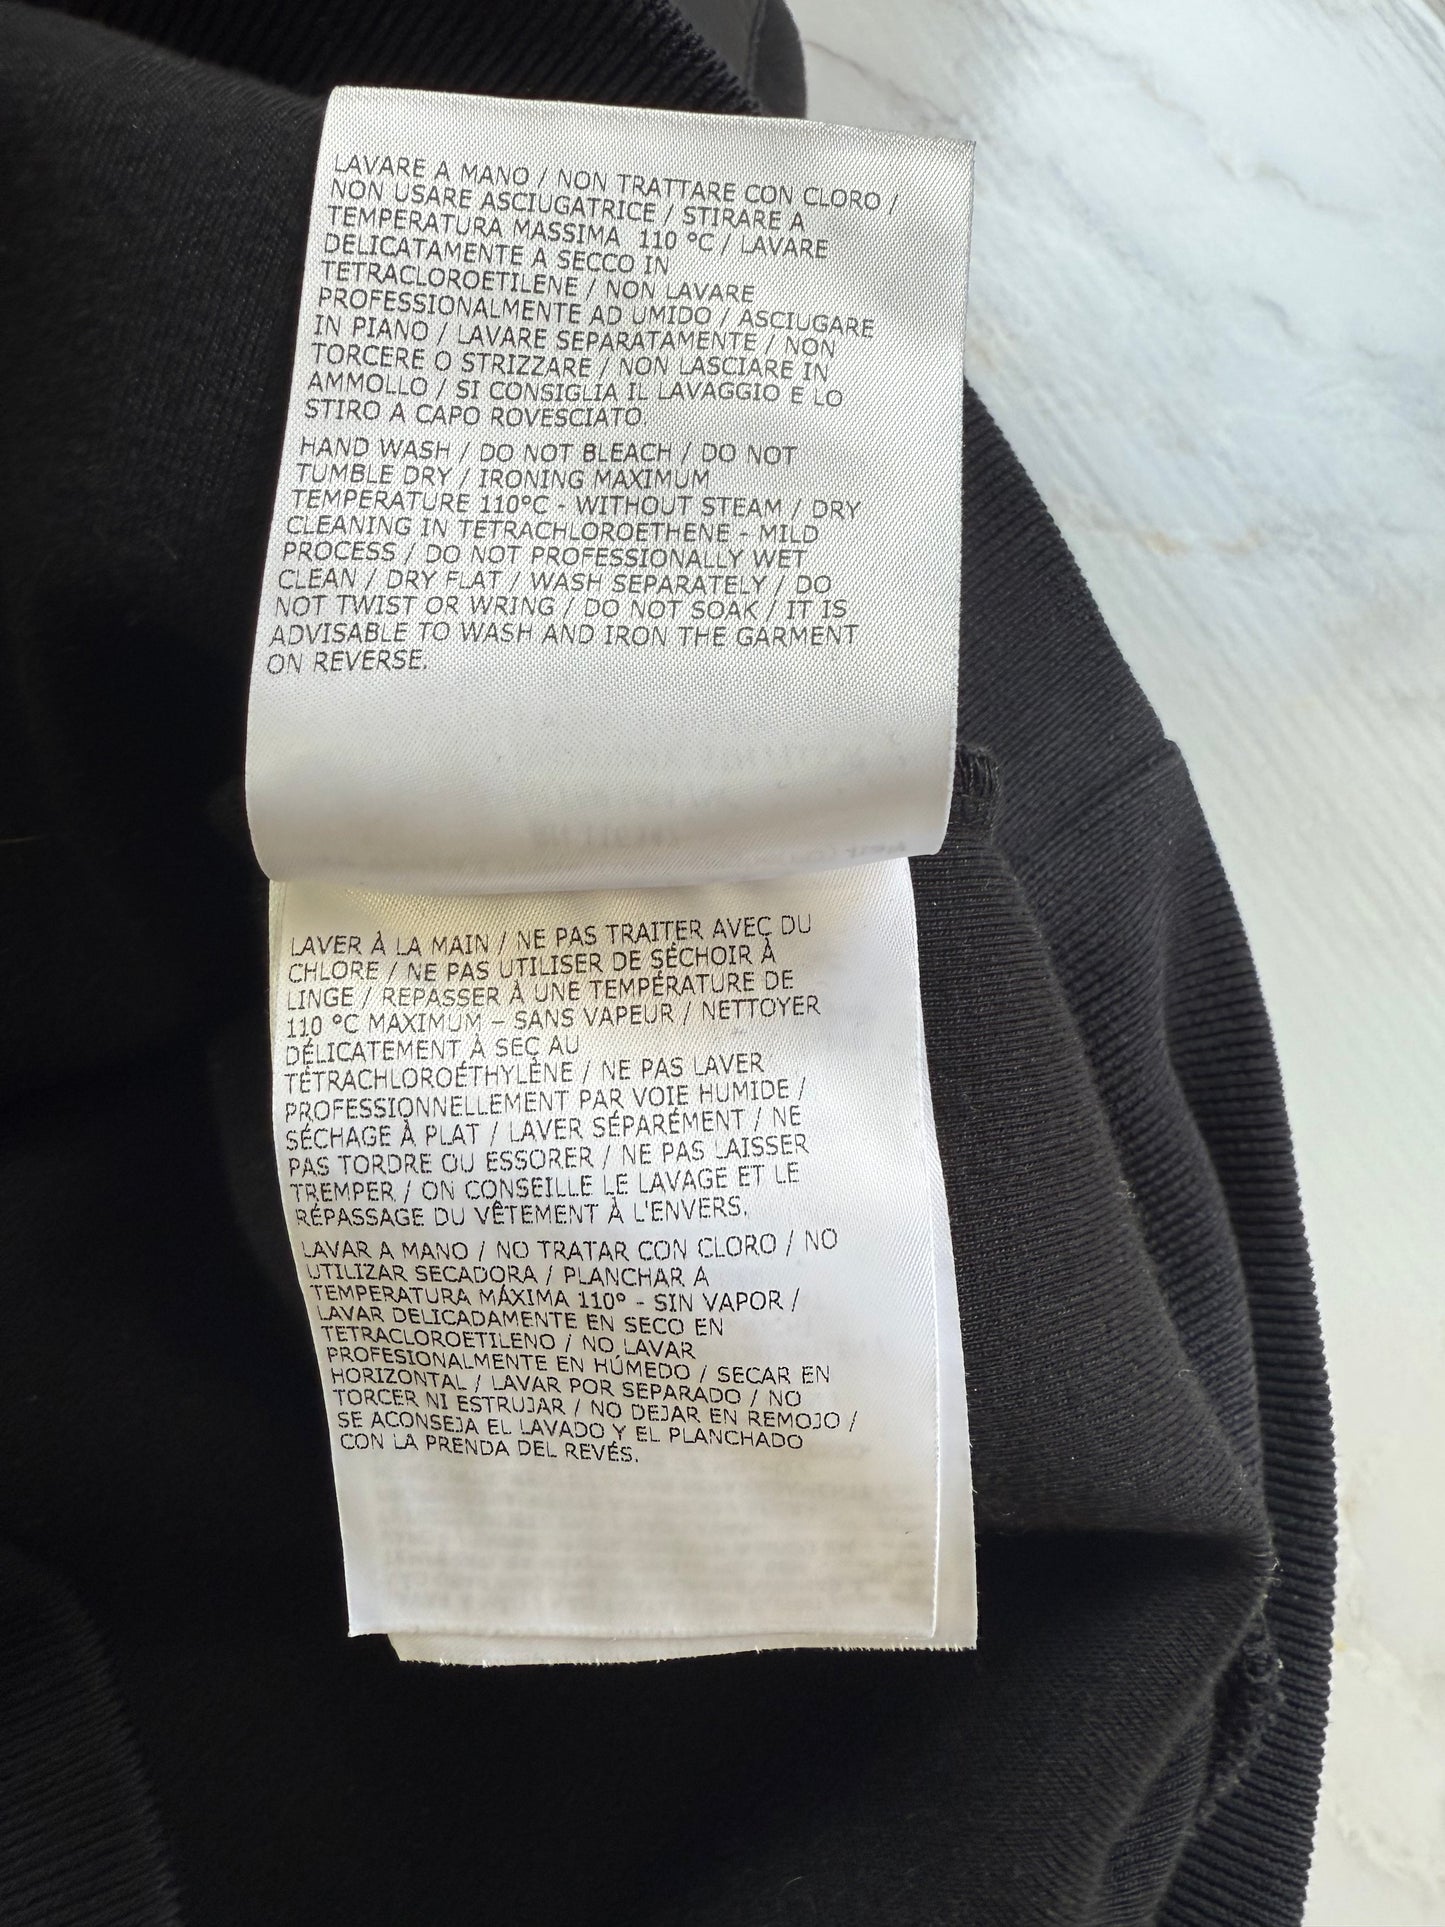 LAVARE A MANO / NON TRATTARE CON CLORO /
NON USARE ASCIUGATRICE / STIRARE A
TEMPERATURA MASSIMA 110 °C / LAVARE
DELICATAMENTE A SECCO IN
TETRACLOROETILENE / NON LAVARE
PROFESSIONALMENTE AD UMIDO / ASCIUGARE
IN PIANO / LAVARE SEPARATAMENTE / NON
TORCERE O STRIZZARE / NON LASCIARE IN
AMMOLLO / SI CONSIGLIA IL LAVAGGIO E LO
STIRO A CAPO ROVESCIATO.
HAND WASH / DO NOT BLEACH / DO NOT
TUMBLE DRY / IRONING MAXIMUM
TEMPERATURE 110°C - WITHOUT STEAM / DRY
CLEANING IN TETRACHLOROETHENE - MILD
PROCESS / DO NOT PROFESSIONALLY WET
CLEAN / DRY FLAT / WASH SEPARATELY / DO
NOT TWIST OR WRING / DO NOT SOAK / IT IS
ADVISABLE TO WASH AND IRON THE GARMENT
ON REVERSE.
LAVER À LA MAIN / NE PAS TRAITER AVEC DU
CHLORE / NE PAS UTILISER DE SÉCHOIR À
LINGE / REPASSER À UNE TEMPÉRATURE DE
110 °C MAXIMUM – SANS VAPEUR / NETTOYER
DÉLICATEMENT À SEC AU
TÉTRACHLOROÉTHYLÈNE / NE PAS LAVER
PROFESSIONNELLEMENT PAR VOIE HUMIDE /
SÉCHAGE À PLAT / LAVER SÉPARÉMENT / NE
PAS TORDRE OU ESSORER / NE PAS LAISSER
TREMPER / ON CONSEILLE LE LAVAGE ET LE
RÉPASSAGE DU VÊTEMENT À L'ENVERS.
LAVAR A MANO / NO TRATAR CON CLORO / NO
UTILIZAR SECADORA / PLANCHAR A
TEMPERATURA MÁXIMA 110° - SIN VAPOR /
LAVAR DELICADAMENTE EN SECO EN
TETRACLOROETILENO / NO LAVAR
PROFESIONALMENTE EN HÚMEDO / SECAR EN
HORIZONTAL / LAVAR POR SEPARADO / NO
TORCER NI ESTRUJAR / NO DEJAR EN REMOJO /
SE ACONSEJA EL LAVADO Y EL PLANCHADO
CON LA PRENDA DEL REVÉS.